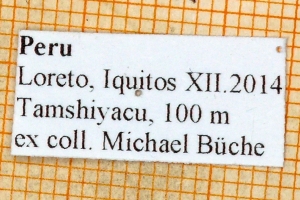 Peru
Loreto, Iquitos XII.2014
Tamshiyacu, 100 m
ex coll. Michael Büche